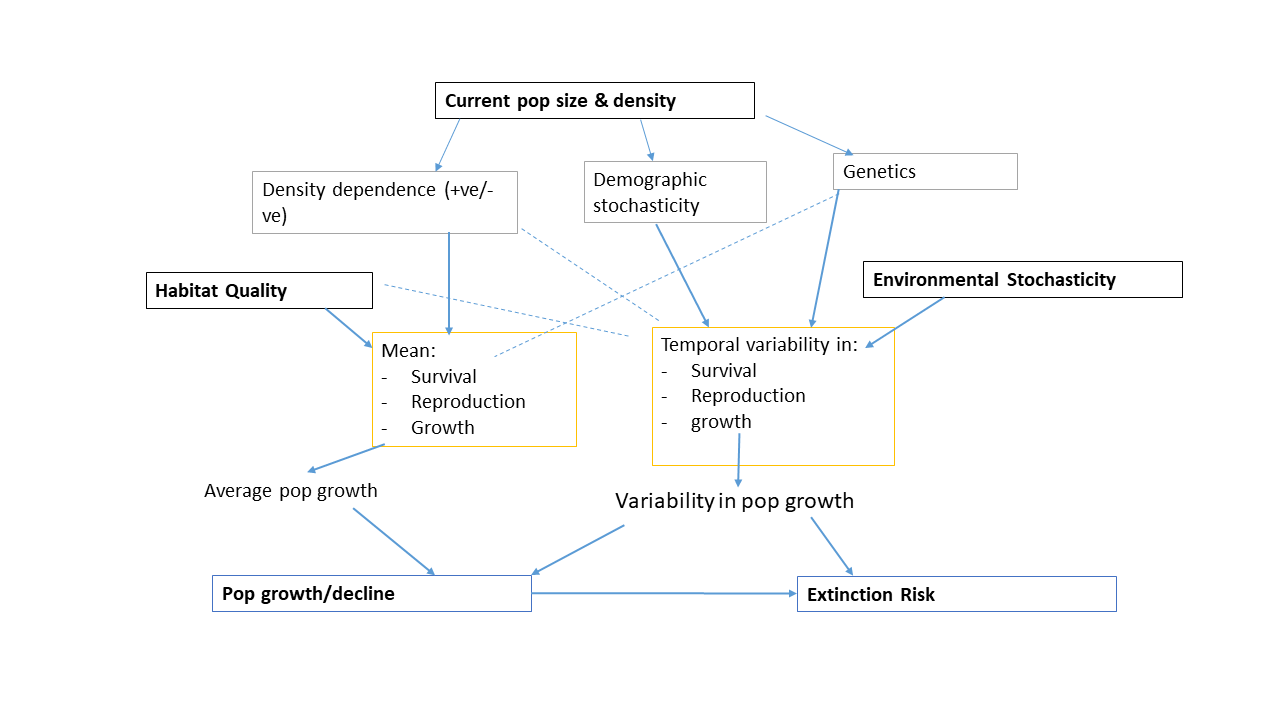 Current pop size & density
Density dependence (+ve/-
ve)
Demographic
stochasticity
Genetics
Habitat Quality
Environmental Stochasticity
Mean:
- Survival
- Reproduction
- Growth
Temporal variability in:
- Survival
- Reproduction
- growth
Average pop growth
Variability in pop growth
Pop growth/decline
Extinction Risk